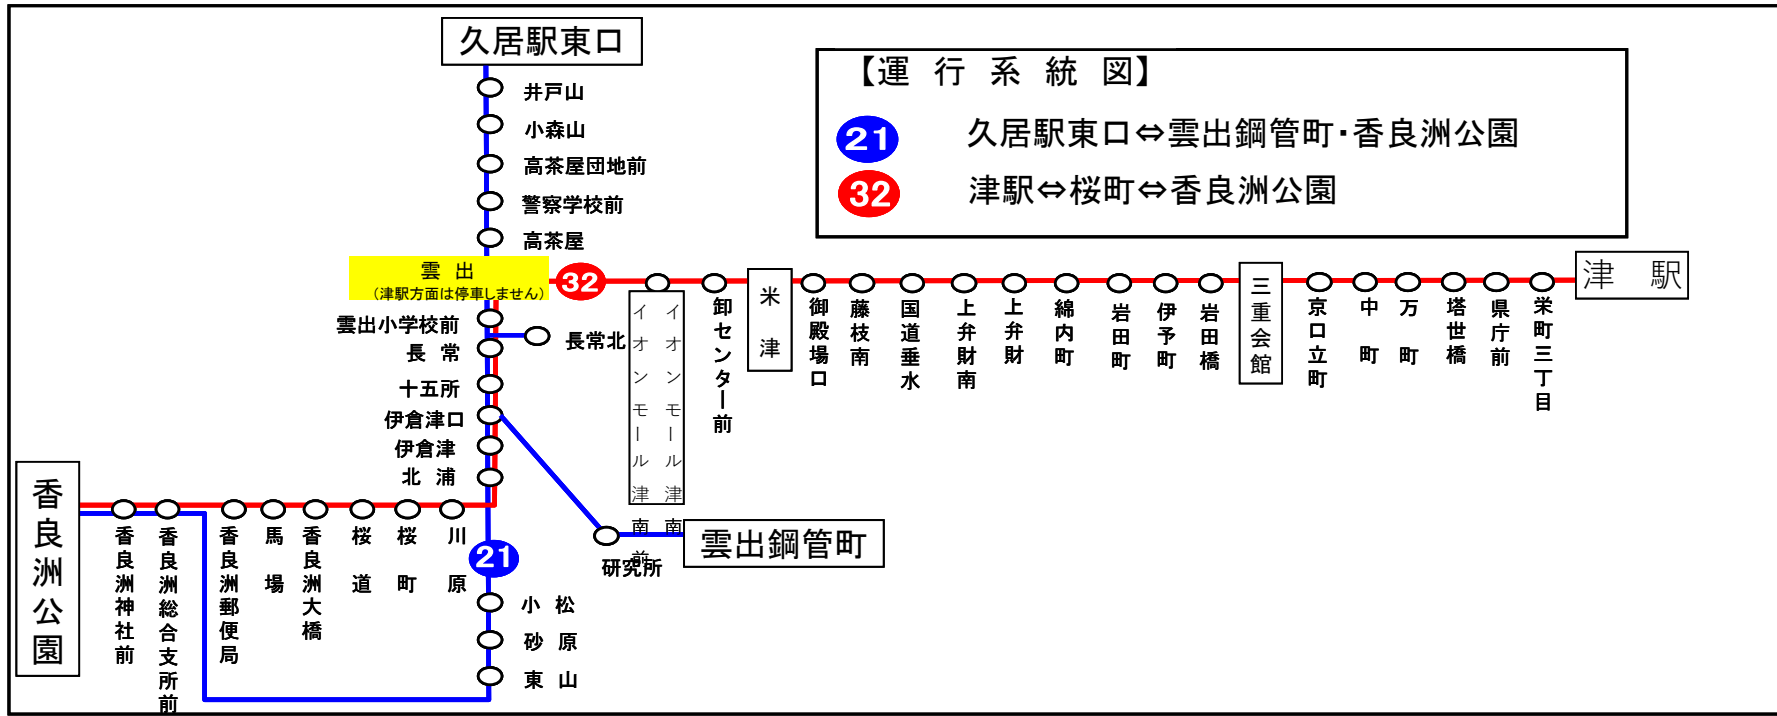 久居駅東口
【運行系統図】
21 久居駅東口⇔雲出鋼管町・香良洲公園
32 津駅⇔桜町⇔香良洲公園
井戸山
小森山
高茶屋団地前
警察学校前
高茶屋
雲出
（津駅方面は停車しません）
32
イオンモール津南前
イオンモール津南
卸センター前
米津
御殿場口
藤枝南
国道垂水
上弁財南
上弁財
綿内町
岩田町
伊予町
岩田橋
三重会館
京口立町
中町
万町
塔世橋
県庁前
栄町三丁目
津駅
雲出小学校前
長常北
長常
十五所
伊倉津口
伊倉津
北浦
研究所
雲出鋼管町
香良洲公園
香良洲神社前
香良洲総合支所前
香良洲郵便局
馬場
香良洲大橋
桜道
桜町
川原
21
小松
砂原
東山